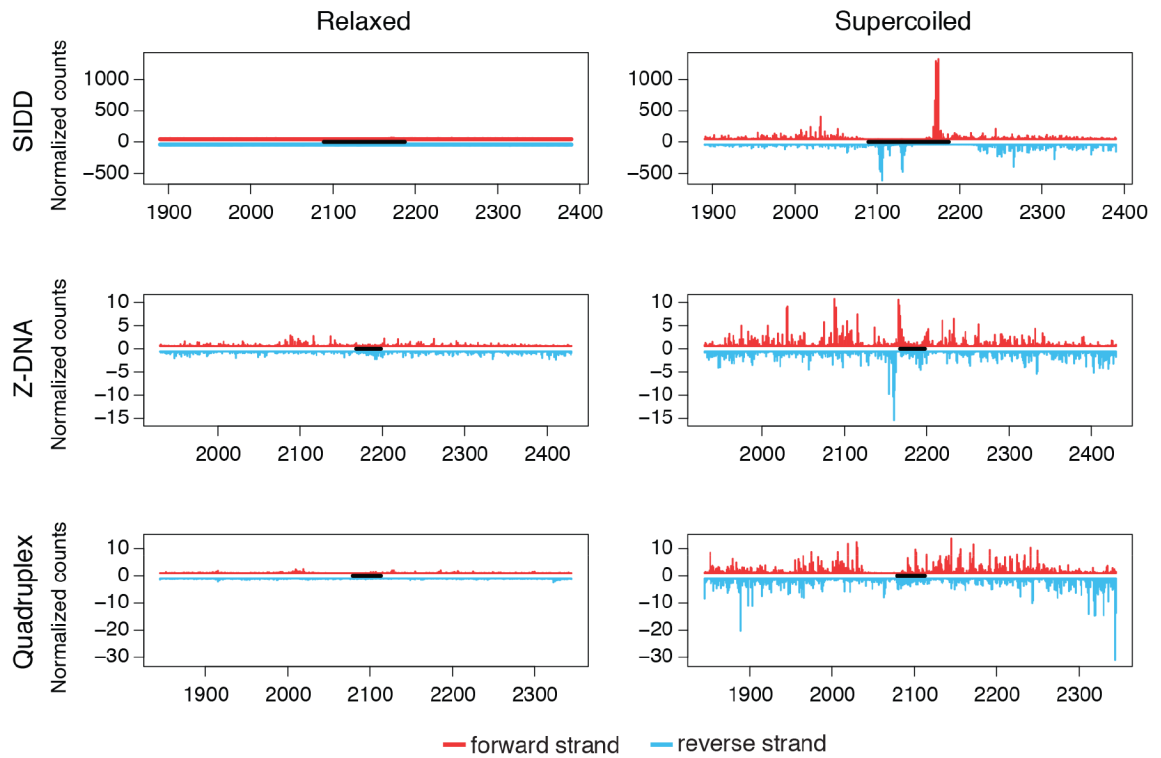 Relaxed
Supercoiled
SIDD
Normalized counts
1000
500
0
−500
1900 2000 2100 2200 2300 2400
1000
500
0
−500
1900 2000 2100 2200 2300 2400
Z-DNA
Normalized counts
10
5
0
−5
−10
−15
2000 2100 2200 2300 2400
10
5
0
−5
−10
−15
2000 2100 2200 2300 2400
Quadruplex
Normalized counts
10
0
−10
−20
−30
1900 2000 2100 2200 2300
10
0
−10
−20
−30
1900 2000 2100 2200 2300
forward strand
reverse strand